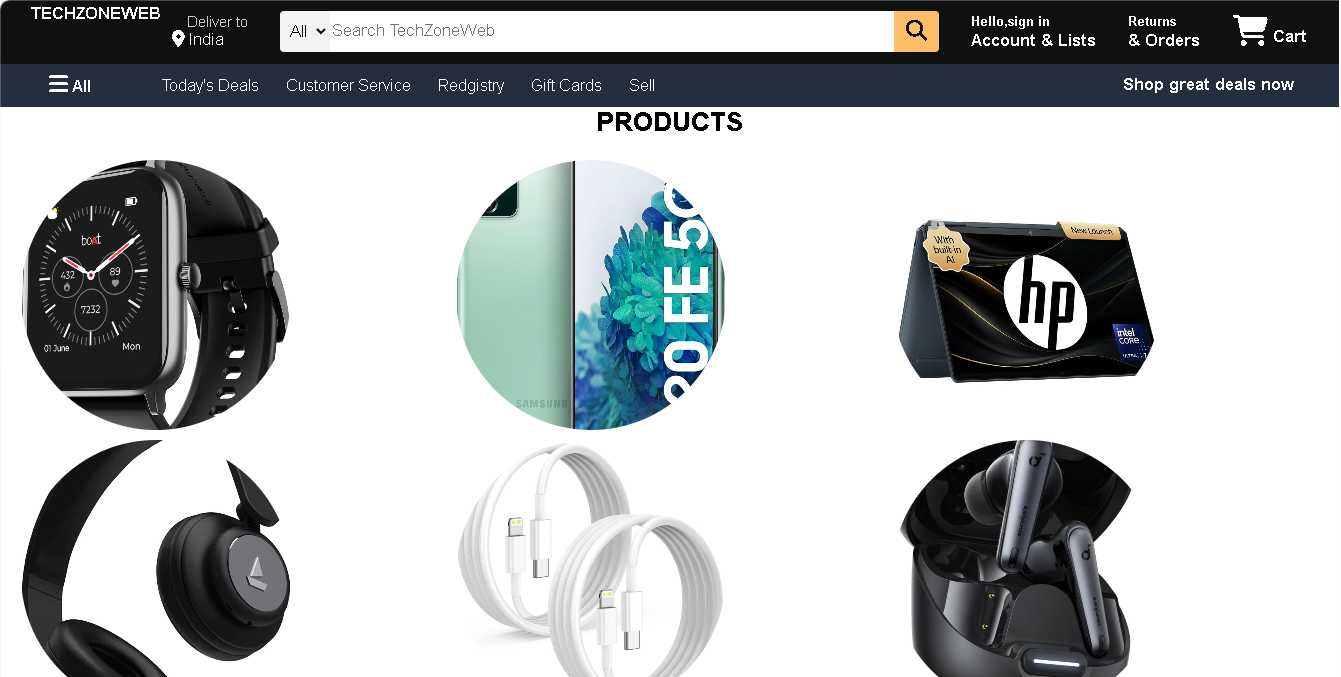 TECHZONEWEB
Deliver to
India
All
Search TechZoneWeb
Hello,sign in
Account & Lists
Returns
& Orders
Cart
All
Today's Deals
Customer Service
Redgistry
Gift Cards
Sell
Shop great deals now
PRODUCTS
boAt
432
89
7232
01 June
Mon
SAMSUNG
20 FE 5G
With
built-in
AI
New Launch
hp
intel
CORE
ULTRA 7